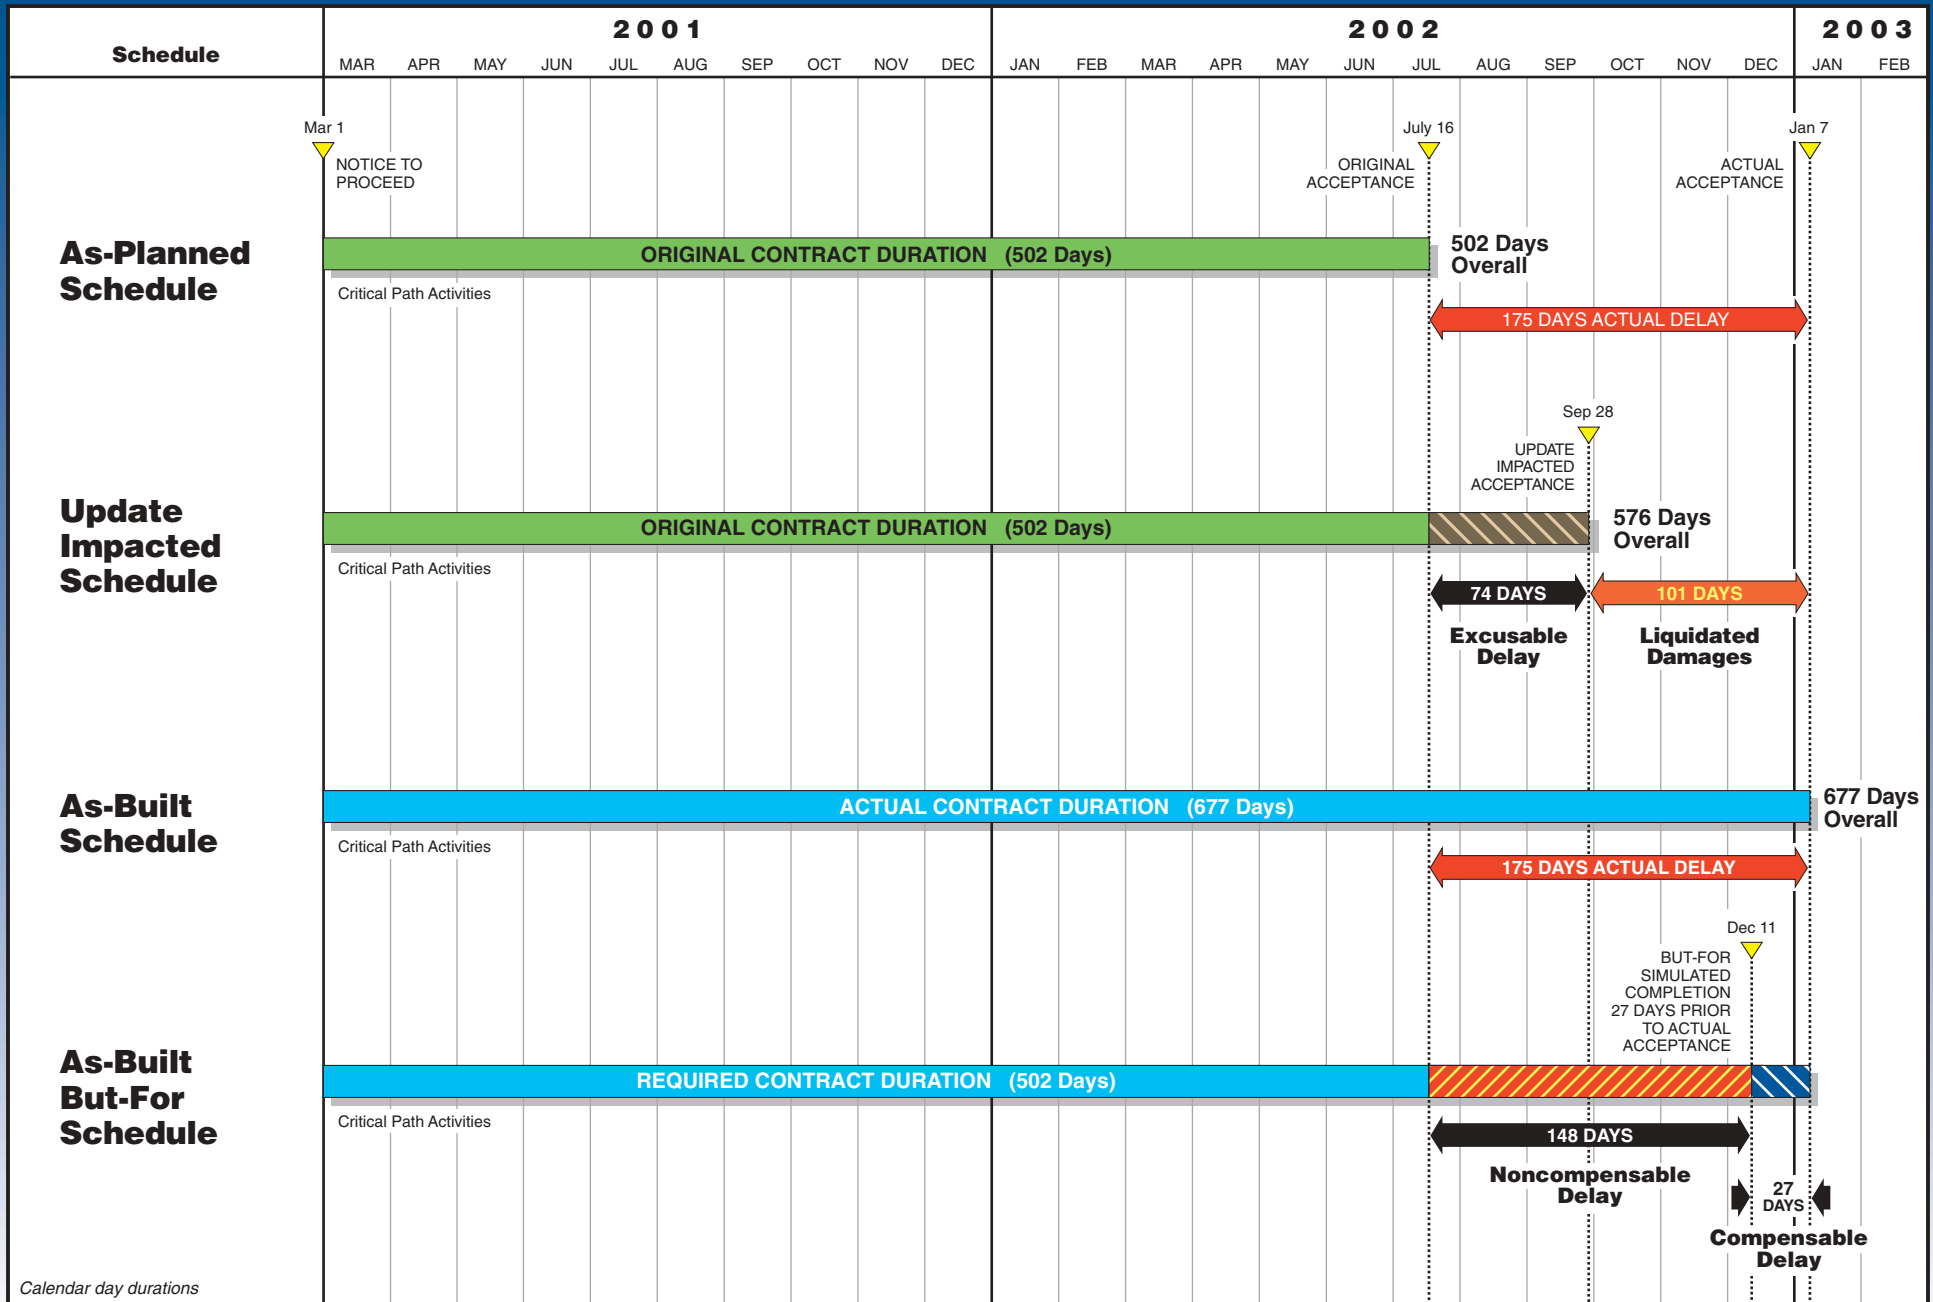 Schedule
2001
2002
2003
MAR APR MAY JUN JUL AUG SEP OCT NOV DEC JAN FEB MAR APR MAY JUN JUL AUG SEP OCT NOV DEC JAN FEB
Mar 1
NOTICE TO
PROCEED
July 16
ORIGINAL
ACCEPTANCE
Jan 7
ACTUAL
ACCEPTANCE
As-Planned
Schedule
ORIGINAL CONTRACT DURATION (502 Days)
502 Days
Overall
Critical Path Activities
175 DAYS ACTUAL DELAY
Sep 28
UPDATE
IMPACTED
ACCEPTANCE
Update
Impacted
Schedule
ORIGINAL CONTRACT DURATION (502 Days)
576 Days
Overall
Critical Path Activities
74 DAYS
101 DAYS
Excusable
Delay
Liquidated
Damages
As-Built
Schedule
ACTUAL CONTRACT DURATION (677 Days)
677 Days
Overall
Critical Path Activities
175 DAYS ACTUAL DELAY
Dec 11
BUT-FOR
SIMULATED
COMPLETION
27 DAYS PRIOR
TO ACTUAL
ACCEPTANCE
As-Built
But-For
Schedule
REQUIRED CONTRACT DURATION (502 Days)
Critical Path Activities
148 DAYS
Noncompensable
Delay
27
DAYS
Compensable
Delay
Calendar day durations